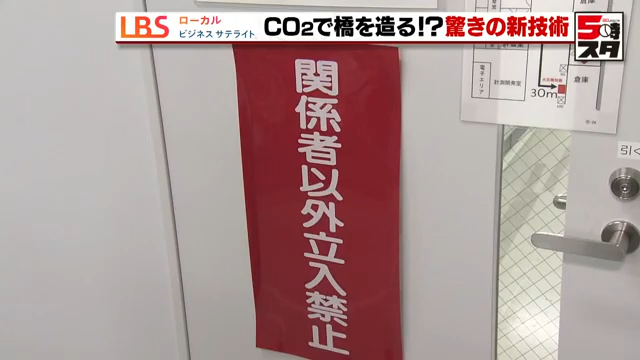 LBS
ローカル
ビジネス サテライト
CO₂で橋を造る!?驚きの新技術
5時
スタ
関係者以外立入禁止
倉庫
電子エリア
計測開発室
倉庫
30m
引く